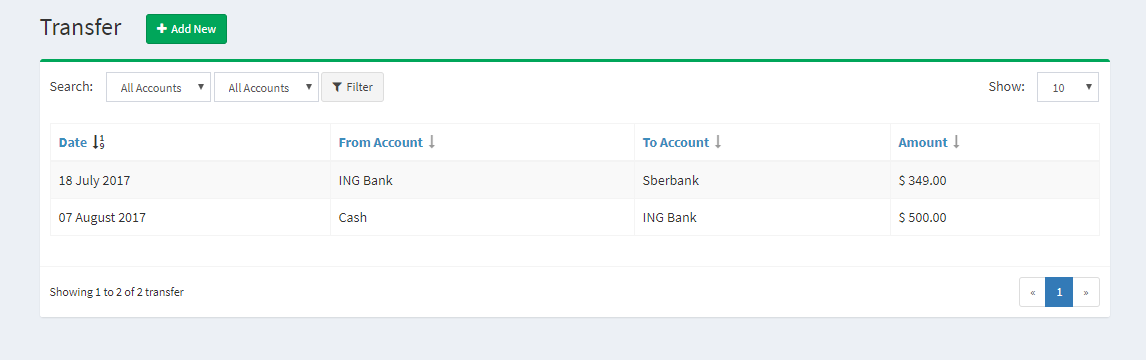 Transfer + Add New
Search: All Accounts All Accounts Filter Show: 10
Date From Account To Account Amount
18 July 2017 ING Bank Sberbank $ 349.00
07 August 2017 Cash ING Bank $ 500.00
Showing 1 to 2 of 2 transfer « 1 »